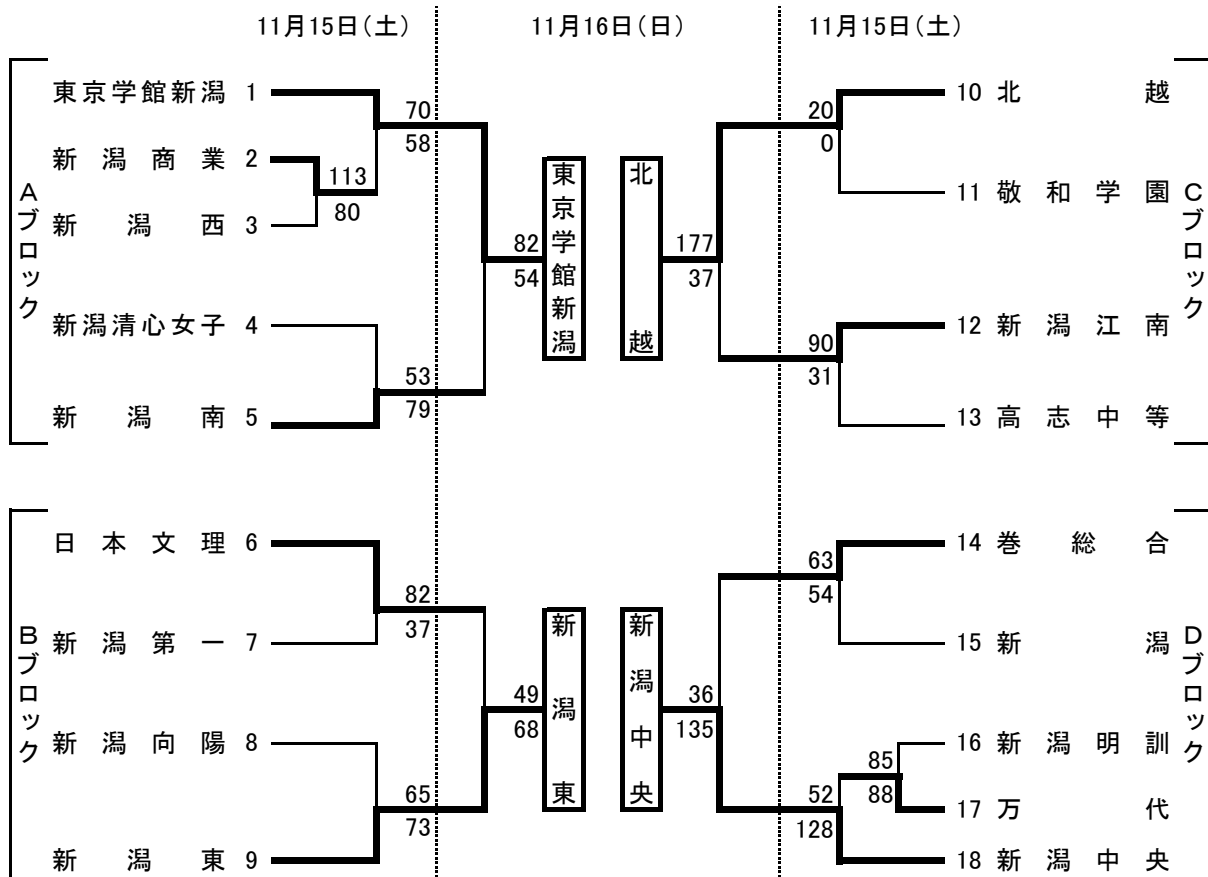 11月15日(土) 11月16日(日) 11月15日(土)
Aブロック
東京学館新潟 1
新潟商業 2
新潟西 3
新潟清心女子 4
新潟南 5
70
58
113
80
53
79
82
54
東京学館新潟
Bブロック
日本文理 6
新潟第一 7
新潟向陽 8
新潟東 9
82
37
65
73
49
68
新潟東
Cブロック
10 北越
11 敬和学園
12 新潟江南
13 高志中等
20
0
90
31
177
37
北越
Dブロック
14 巻総合
15 新潟
16 新潟明訓
17 万代
18 新潟中央
63
54
85
88
52
128
36
135
新潟中央